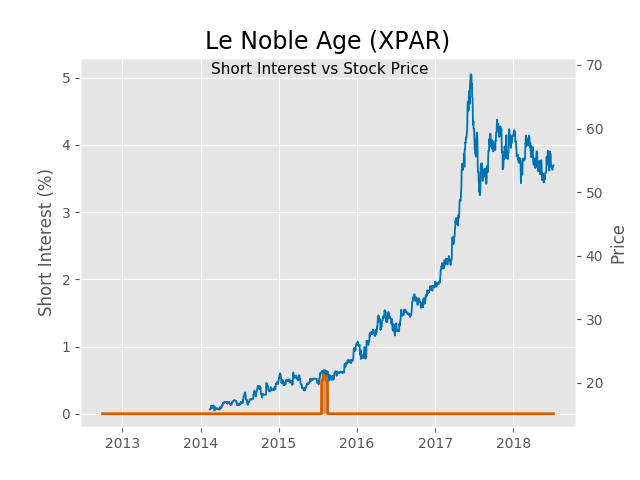 Le Noble Age (XPAR)
Short Interest vs Stock Price
Short Interest (%)
5
4
3
2
1
0
70
60
50
40
30
20
Price
2013 2014 2015 2016 2017 2018